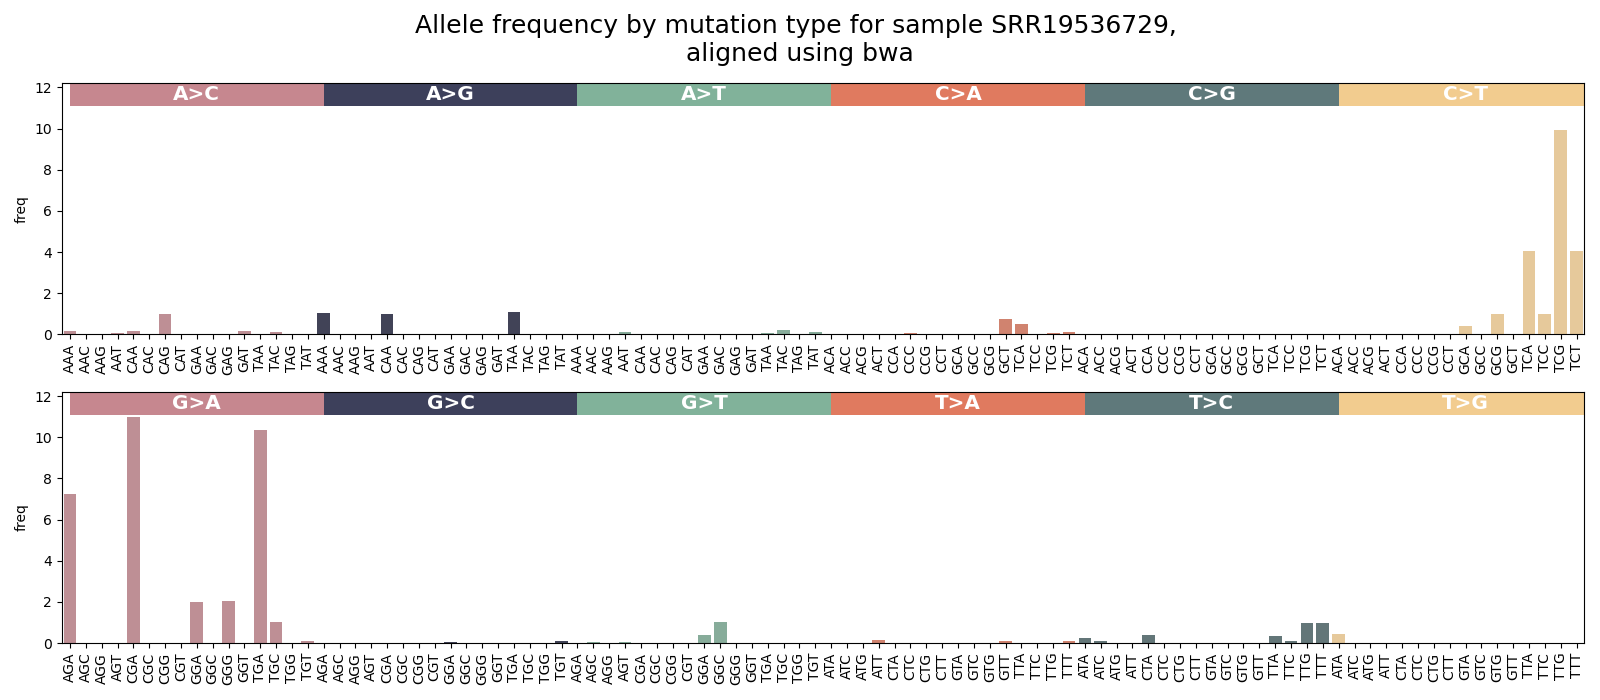 Allele frequency by mutation type for sample SRR19536729,
aligned using bwa
12
10
8
6
4
2
0
freq
A>C A>G A>T C>A C>G C>T
AAA AAC AAG AAT CAA CAC CAG CAT GAA GAC GAG GAT TAA TAC TAG TAT AAA AAC AAG AAT CAA CAC CAG CAT GAA GAC GAG GAT TAA TAC TAG TAT AAA AAC AAG AAT CAA CAC CAG CAT GAA GAC GAG GAT TAA TAC TAG TAT ACA ACC ACG ACT CCA CCC CCG CCT GCA GCC GCG GCT TCA TCC TCG TCT ACA ACC ACG ACT CCA CCC CCG CCT GCA GCC GCG GCT TCA TCC TCG TCT ACA ACC ACG ACT CCA CCC CCG CCT GCA GCC GCG GCT TCA TCC TCG TCT
12
10
8
6
4
2
0
freq
G>A G>C G>T T>A T>C T>G
AGA AGC AGG AGT CGA CGC CGG CGT GGA GGC GGG GGT TGA TGC TGG TGT AGA AGC AGG AGT CGA CGC CGG CGT GGA GGC GGG GGT TGA TGC TGG TGT AGA AGC AGG AGT CGA CGC CGG CGT GGA GGC GGG GGT TGA TGC TGG TGT ATA ATC ATG ATT CTA CTC CTG CTT GTA GTC GTG GTT TTA TTC TTG TTT ATA ATC ATG ATT CTA CTC CTG CTT GTA GTC GTG GTT TTA TTC TTG TTT ATA ATC ATG ATT CTA CTC CTG CTT GTA GTC GTG GTT TTA TTC TTG TTT